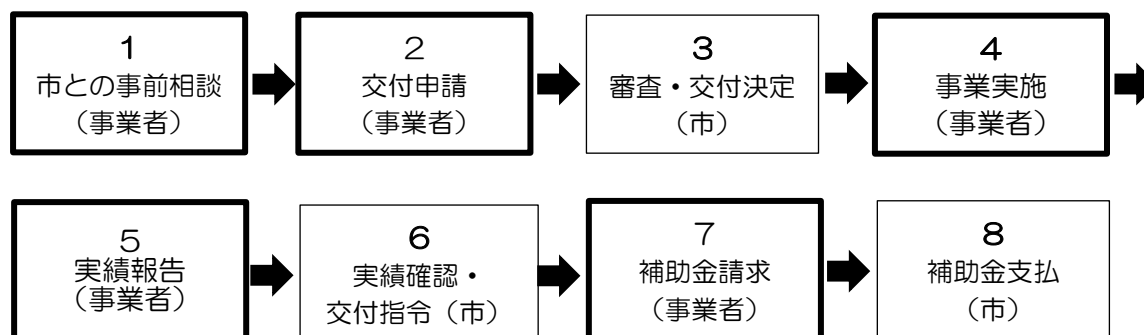 1
市との事前相談
（事業者）
2
交付申請
（事業者）
3
審査・交付決定
（市）
4
事業実施
（事業者）
5
実績報告
（事業者）
6
実績確認・
交付指令（市）
7
補助金請求
（事業者）
8
補助金支払
（市）